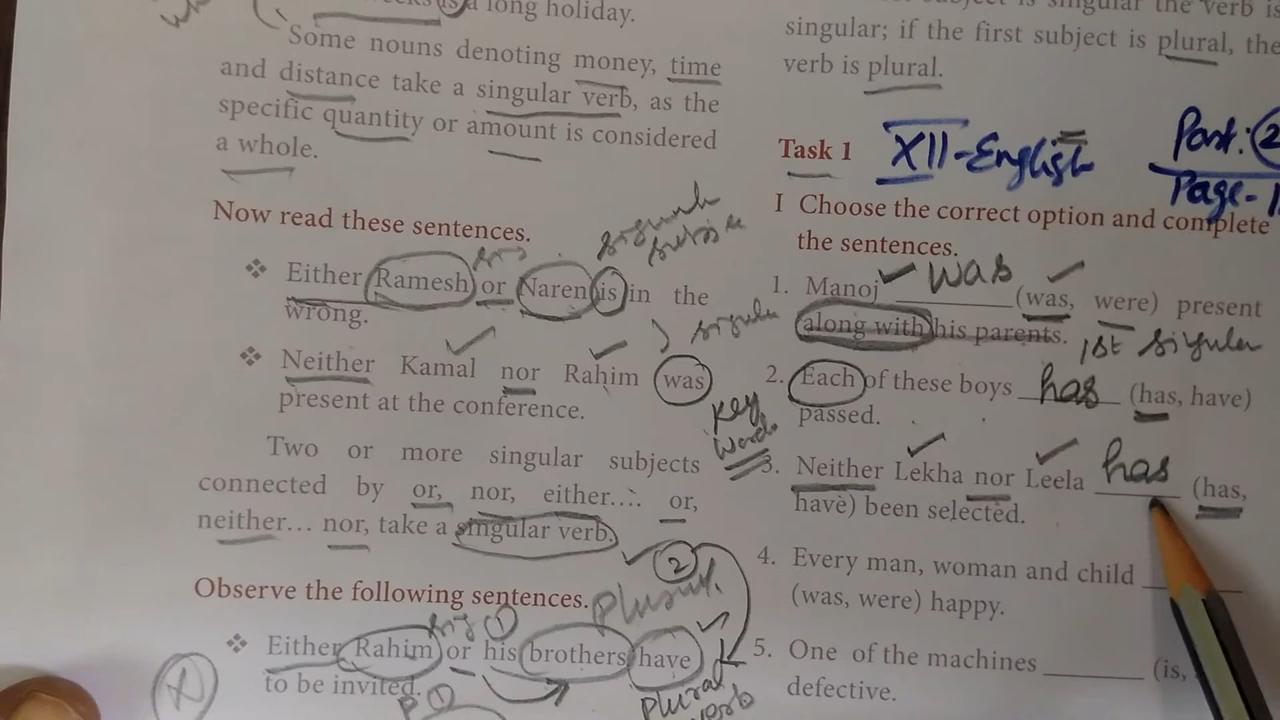 a long holiday.
Some nouns denoting money, time
and distance take a singular verb, as the
specific quantity or amount is considered
a whole.
Now read these sentences.
❖ Either Ramesh or Naren is in the
wrong.
❖ Neither Kamal nor Rahim was
present at the conference.
Two or more singular subjects
connected by or, nor, either... or,
neither... nor, take a singular verb.
Observe the following sentences.
❖ Either Rahim or his brothers have
to be invited.
1
2
Plural
Plural
verb
Key
Words
subject is singular the verb is
singular; if the first subject is plural, the
verb is plural.
Task 1
XII-English
Part: 2
Page-1
I Choose the correct option and complete
the sentences.
1. Manoj was (was, were) present
along with his parents. 1st Singular
2. Each of these boys has (has, have)
passed.
3. Neither Lekha nor Leela has (has,
have) been selected.
4. Every man, woman and child ______
(was, were) happy.
5. One of the machines ______ (is,
defective.